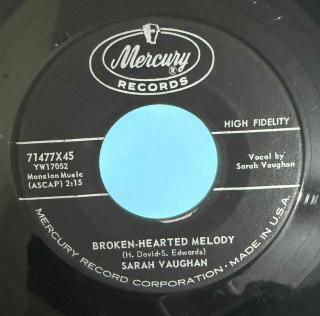 Mercury
RECORDS
71477X45
YW17052
Mansion Music
(ASCAP) 2:15
HIGH FIDELITY
Vocal by
Sarah Vaughan
BROKEN-HEARTED MELODY
(H. David-S. Edwards)
SARAH VAUGHAN
MERCURY RECORD CORPORATION · MADE IN U.S.A.